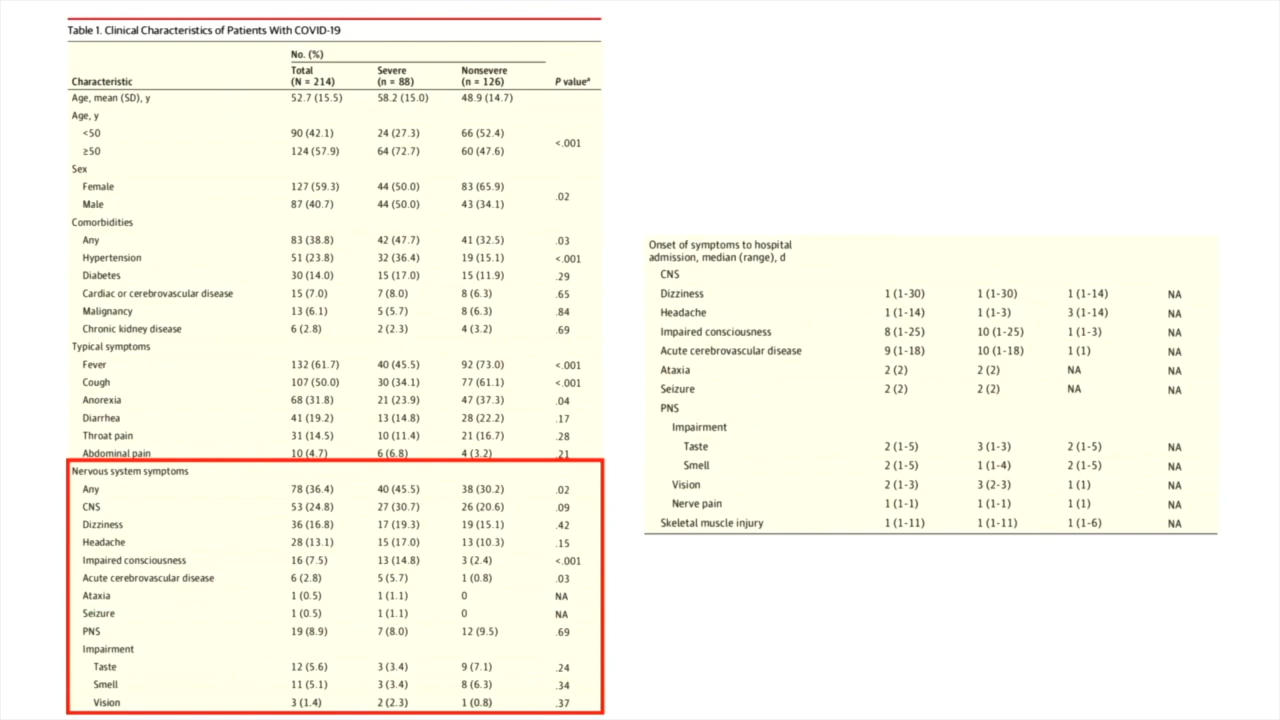 Table 1. Clinical Characteristics of Patients With COVID-19
No. (%)
Characteristic Total (N = 214) Severe (n = 88) Nonsevere (n = 126) P valueᵃ
Age, mean (SD), y 52.7 (15.5) 58.2 (15.0) 48.9 (14.7)
Age, y
<50 90 (42.1) 24 (27.3) 66 (52.4)
<.001
≥50 124 (57.9) 64 (72.7) 60 (47.6)
Sex
Female 127 (59.3) 44 (50.0) 83 (65.9)
.02
Male 87 (40.7) 44 (50.0) 43 (34.1)
Comorbidities
Any 83 (38.8) 42 (47.7) 41 (32.5) .03
Hypertension 51 (23.8) 32 (36.4) 19 (15.1) <.001
Diabetes 30 (14.0) 15 (17.0) 15 (11.9) .29
Cardiac or cerebrovascular disease 15 (7.0) 7 (8.0) 8 (6.3) .65
Malignancy 13 (6.1) 5 (5.7) 8 (6.3) .84
Chronic kidney disease 6 (2.8) 2 (2.3) 4 (3.2) .69
Typical symptoms
Fever 132 (61.7) 40 (45.5) 92 (73.0) <.001
Cough 107 (50.0) 30 (34.1) 77 (61.1) <.001
Anorexia 68 (31.8) 21 (23.9) 47 (37.3) .04
Diarrhea 41 (19.2) 13 (14.8) 28 (22.2) .17
Throat pain 31 (14.5) 10 (11.4) 21 (16.7) .28
Abdominal pain 10 (4.7) 6 (6.8) 4 (3.2) .21
Nervous system symptoms
Any 78 (36.4) 40 (45.5) 38 (30.2) .02
CNS 53 (24.8) 27 (30.7) 26 (20.6) .09
Dizziness 36 (16.8) 17 (19.3) 19 (15.1) .42
Headache 28 (13.1) 15 (17.0) 13 (10.3) .15
Impaired consciousness 16 (7.5) 13 (14.8) 3 (2.4) <.001
Acute cerebrovascular disease 6 (2.8) 5 (5.7) 1 (0.8) .03
Ataxia 1 (0.5) 1 (1.1) 0 NA
Seizure 1 (0.5) 1 (1.1) 0 NA
PNS 19 (8.9) 7 (8.0) 12 (9.5) .69
Impairment
Taste 12 (5.6) 3 (3.4) 9 (7.1) .24
Smell 11 (5.1) 3 (3.4) 8 (6.3) .34
Vision 3 (1.4) 2 (2.3) 1 (0.8) .37
Onset of symptoms to hospital
admission, median (range), d
CNS
Dizziness 1 (1-30) 1 (1-30) 1 (1-14) NA
Headache 1 (1-14) 1 (1-3) 3 (1-14) NA
Impaired consciousness 8 (1-25) 10 (1-25) 1 (1-3) NA
Acute cerebrovascular disease 9 (1-18) 10 (1-18) 1 (1) NA
Ataxia 2 (2) 2 (2) NA NA
Seizure 2 (2) 2 (2) NA NA
PNS
Impairment
Taste 2 (1-5) 3 (1-3) 2 (1-5) NA
Smell 2 (1-5) 1 (1-4) 2 (1-5) NA
Vision 2 (1-3) 3 (2-3) 1 (1) NA
Nerve pain 1 (1-1) 1 (1-1) 1 (1) NA
Skeletal muscle injury 1 (1-11) 1 (1-11) 1 (1-6) NA